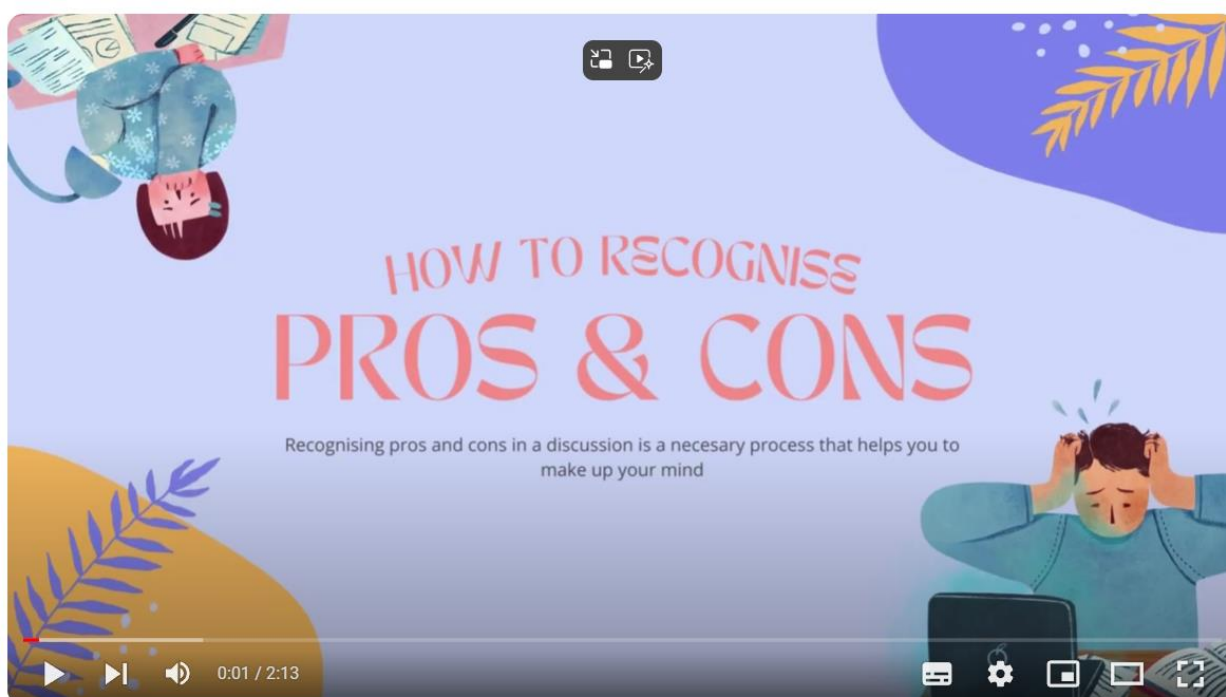 HOW TO RECOGNISE
PROS & CONS
Recognising pros and cons in a discussion is a necesary process that helps you to
make up your mind
0:01 / 2:13